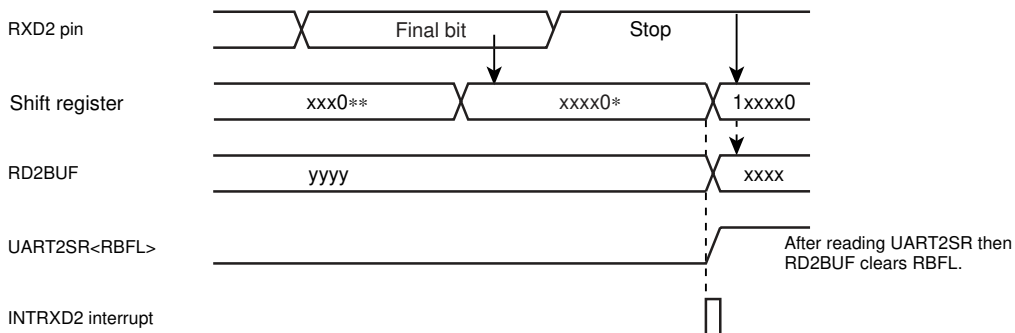 RXD2 pin Final bit Stop
Shift register xxx0** xxxx0* 1xxxx0
RD2BUF yyyy xxxx
UART2SR<RBFL> After reading UART2SR then
RD2BUF clears RBFL.
INTRXD2 interrupt